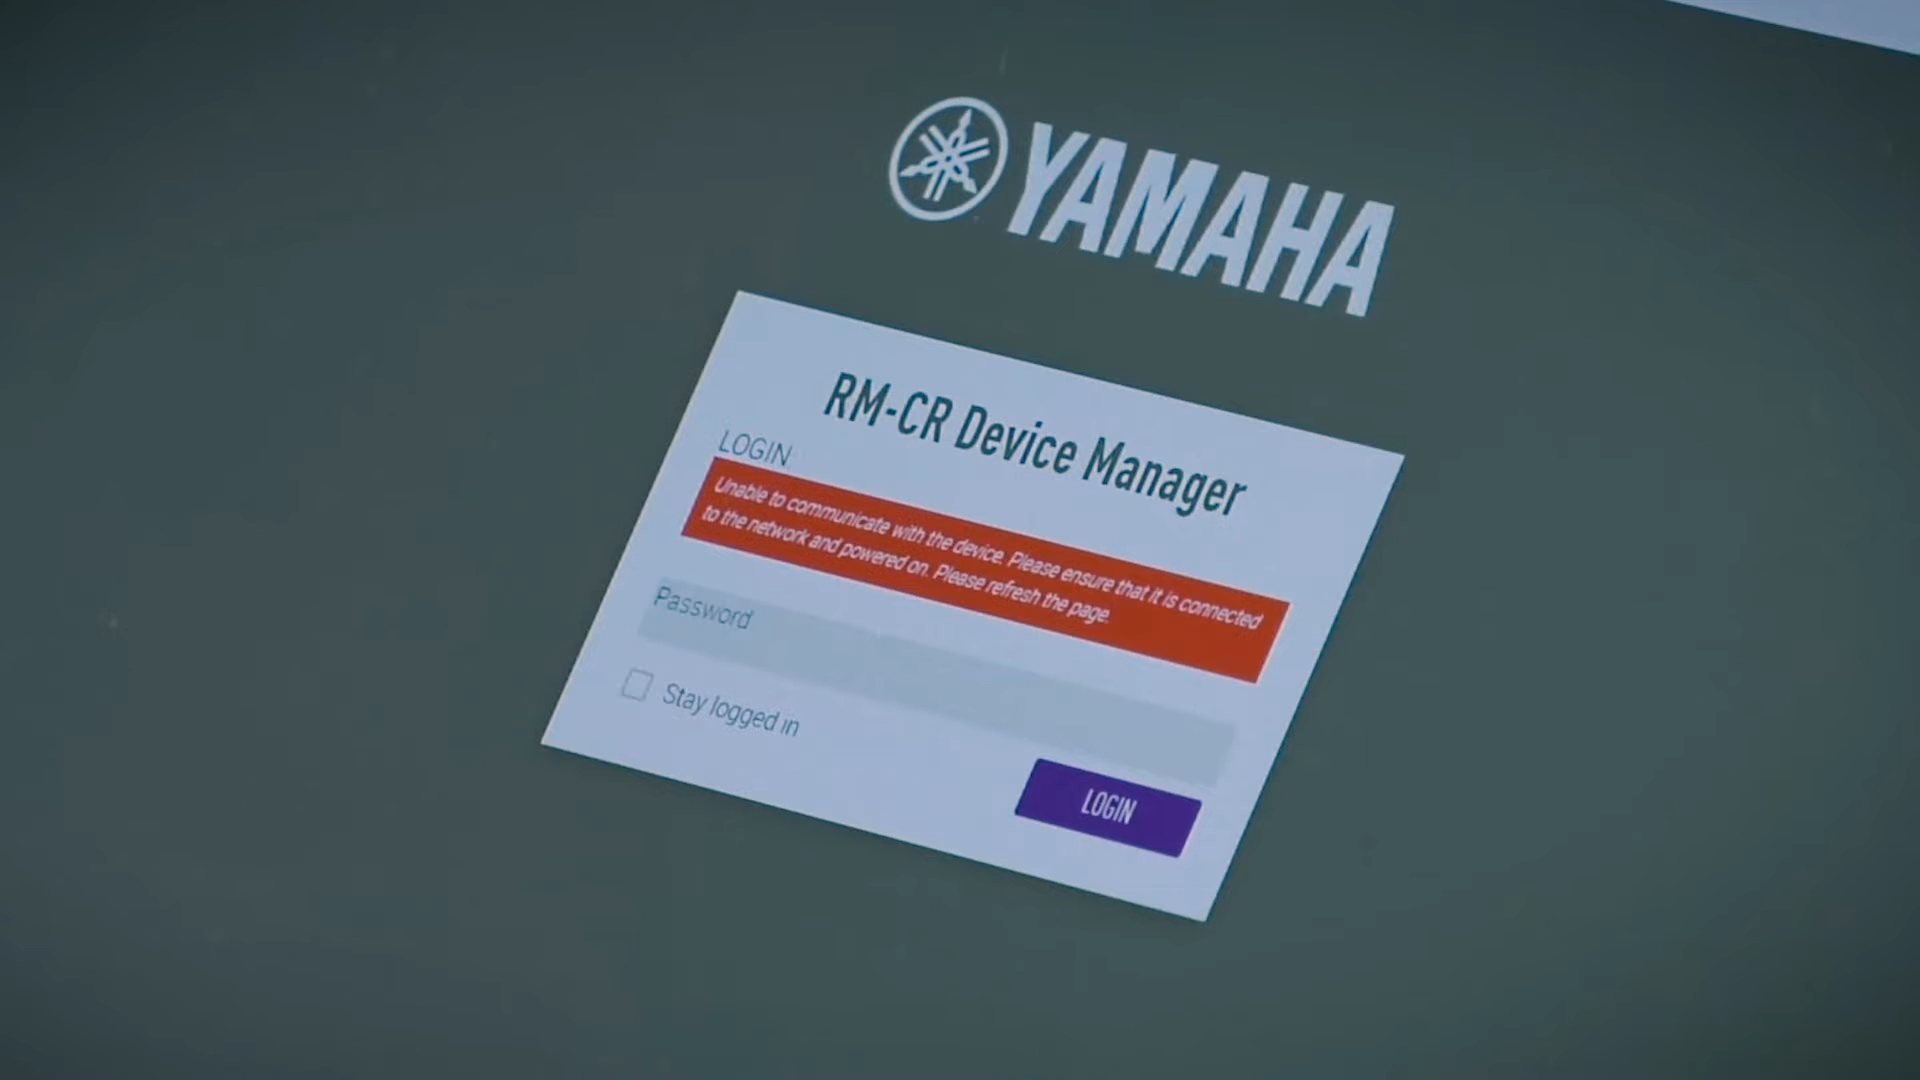 YAMAHA
RM-CR Device Manager
LOGIN:
Unable to communicate with the device. Please ensure that it is connected
to the network and powered on. Please refresh the page.
Password
Stay logged in
LOGIN